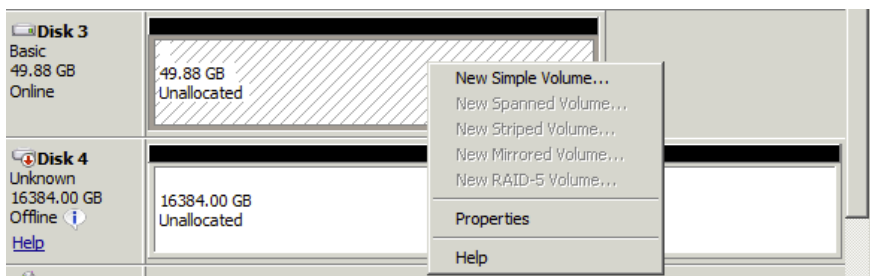 Disk 3
Basic
49.88 GB
Online
49.88 GB
Unallocated
New Simple Volume...
New Spanned Volume...
New Striped Volume...
New Mirrored Volume...
New RAID-5 Volume...
Properties
Help
Disk 4
Unknown
16384.00 GB
Offline
Help
16384.00 GB
Unallocated